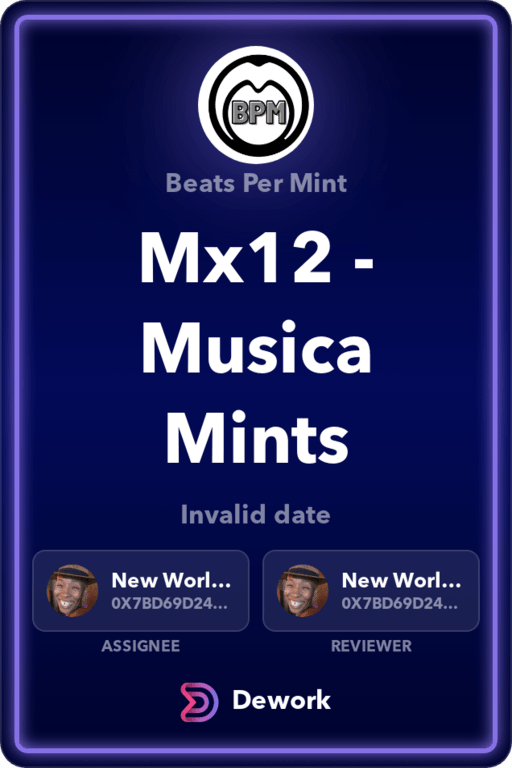 BPM
Beats Per Mint
Mx12 -
Musica
Mints
Invalid date
New Worl...
0X7BD69D24...
New Worl...
0X7BD69D24...
ASSIGNEE
REVIEWER
Dework